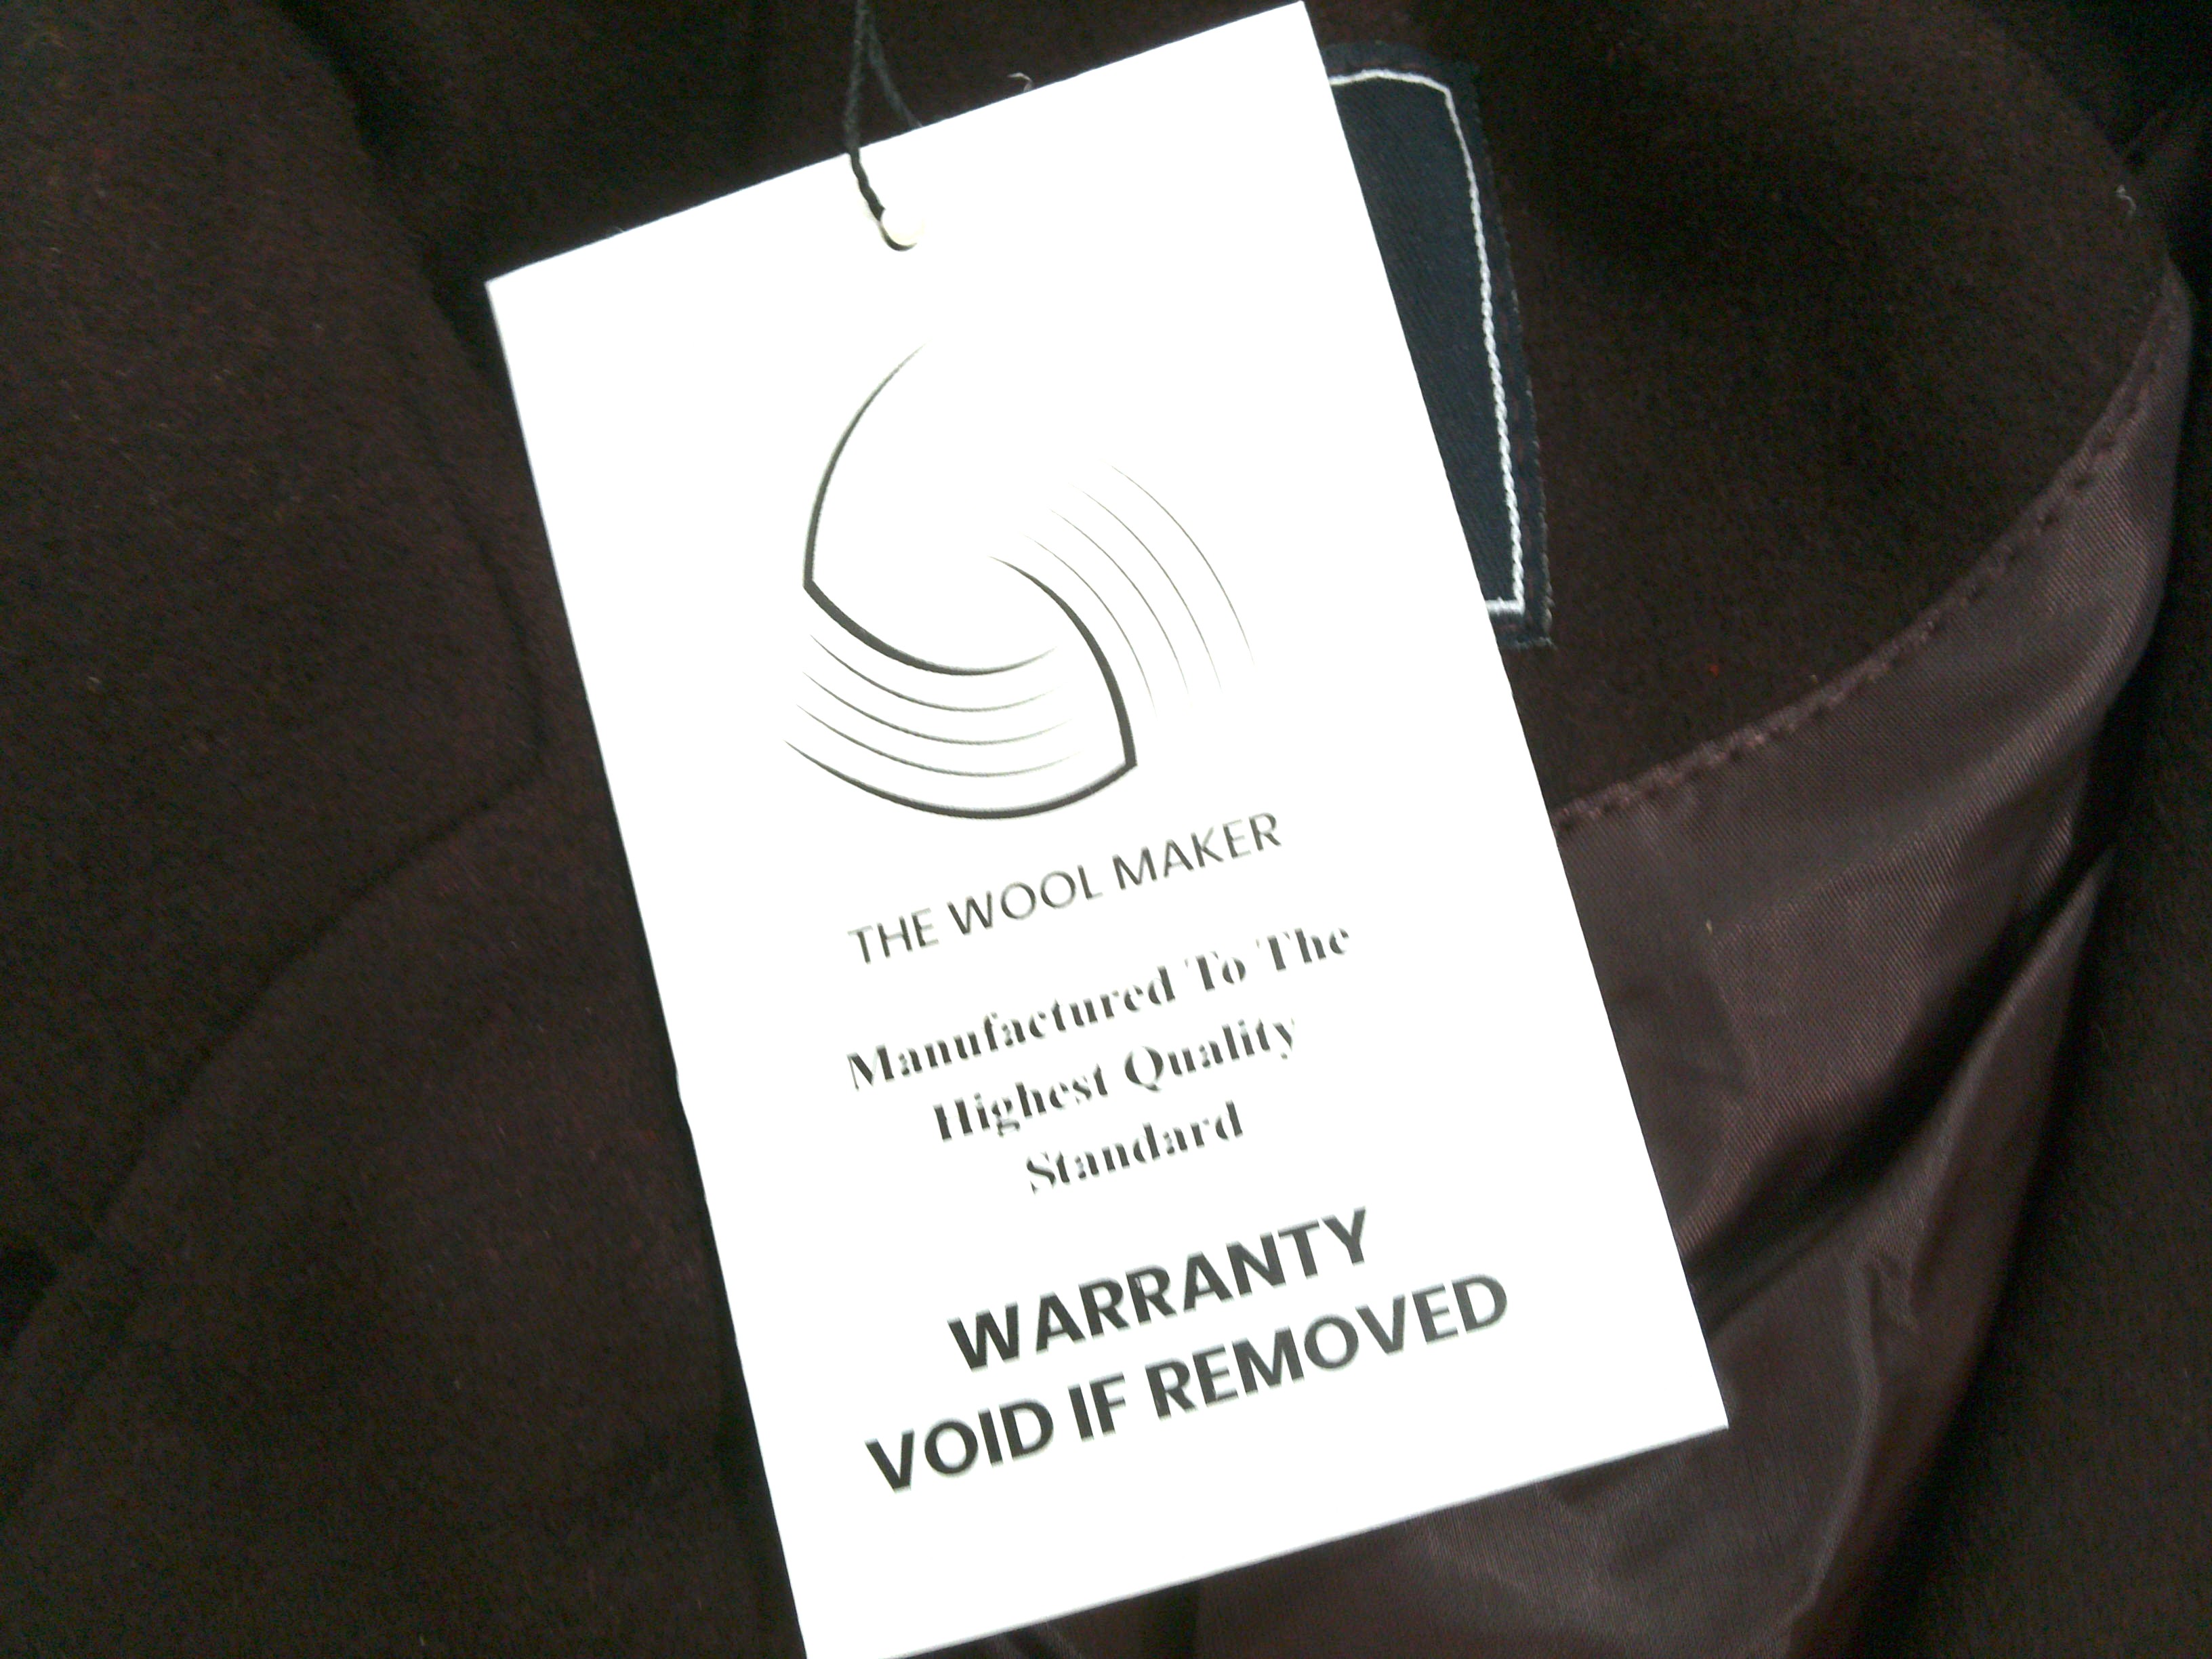 THE WOOL MAKER
Manufactured To The
Highest Quality
Standard
WARRANTY
VOID IF REMOVED